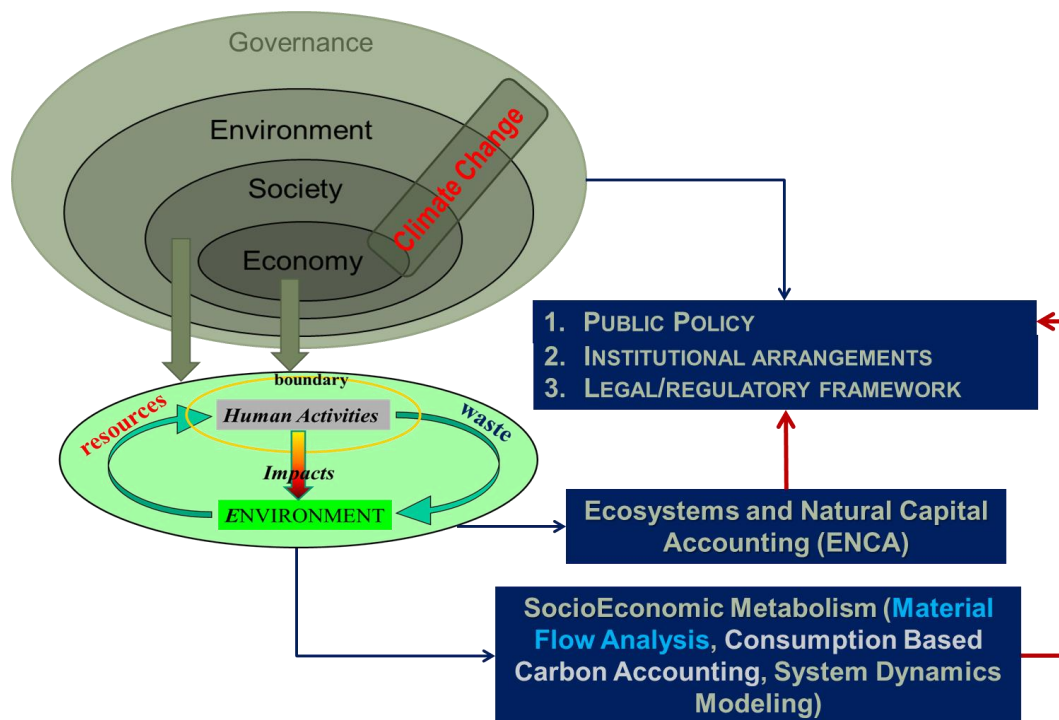 Governance
Environment
Society
Economy
Climate Change
1. PUBLIC POLICY
2. INSTITUTIONAL ARRANGEMENTS
3. LEGAL/REGULATORY FRAMEWORK
boundary
resources
Human Activities
waste
Impacts
ENVIRONMENT
Ecosystems and Natural Capital
Accounting (ENCA)
SocioEconomic Metabolism (Material
Flow Analysis, Consumption Based
Carbon Accounting, System Dynamics
Modeling)